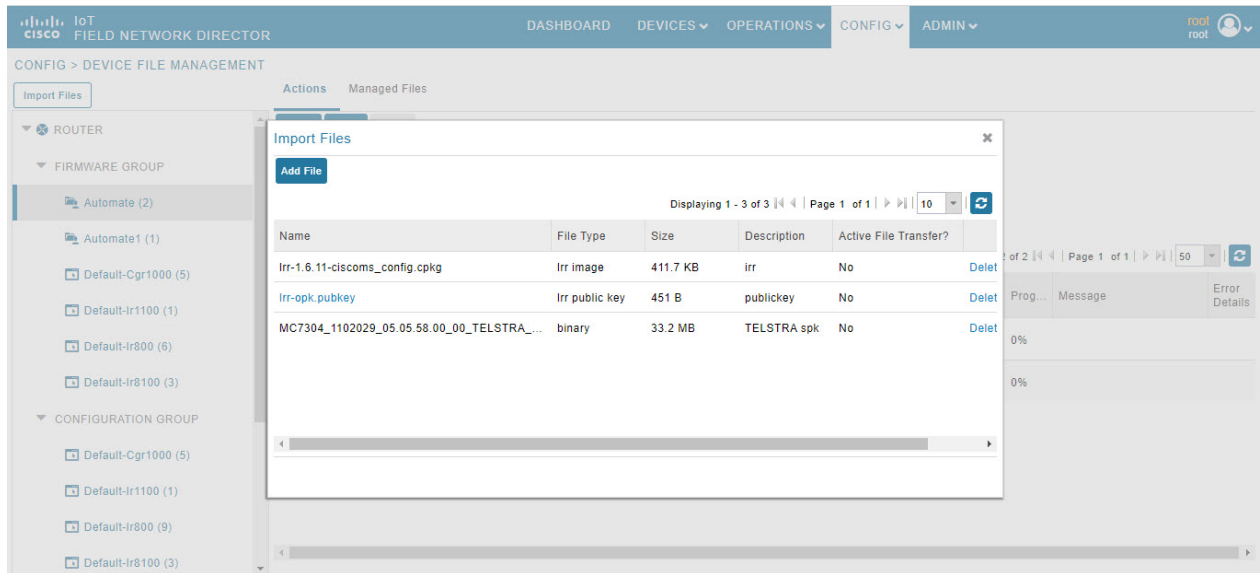 IoT
CISCO FIELD NETWORK DIRECTOR
DASHBOARD DEVICES OPERATIONS CONFIG ADMIN
root
root
CONFIG > DEVICE FILE MANAGEMENT
Import Files
Actions Managed Files
ROUTER
FIRMWARE GROUP
Automate (2)
Automate1 (1)
Default-Cgr1000 (5)
Default-Ir1100 (1)
Default-Ir800 (6)
Default-Ir8100 (3)
CONFIGURATION GROUP
Default-Cgr1000 (5)
Default-Ir1100 (1)
Default-Ir800 (9)
Default-Ir8100 (3)
Import Files
Add File
Displaying 1 - 3 of 3 Page 1 of 1 10
Name File Type Size Description Active File Transfer?
lrr-1.6.11-ciscoms_config.cpkg lrr image 411.7 KB irr No Delet
lrr-opk.pubkey lrr public key 451 B publickey No Delet
MC7304_1102029_05.05.58.00_00_TELSTRA_... binary 33.2 MB TELSTRA spk No Delet
of 2 Page 1 of 1 50
Prog... Message Error Details
0%
0%